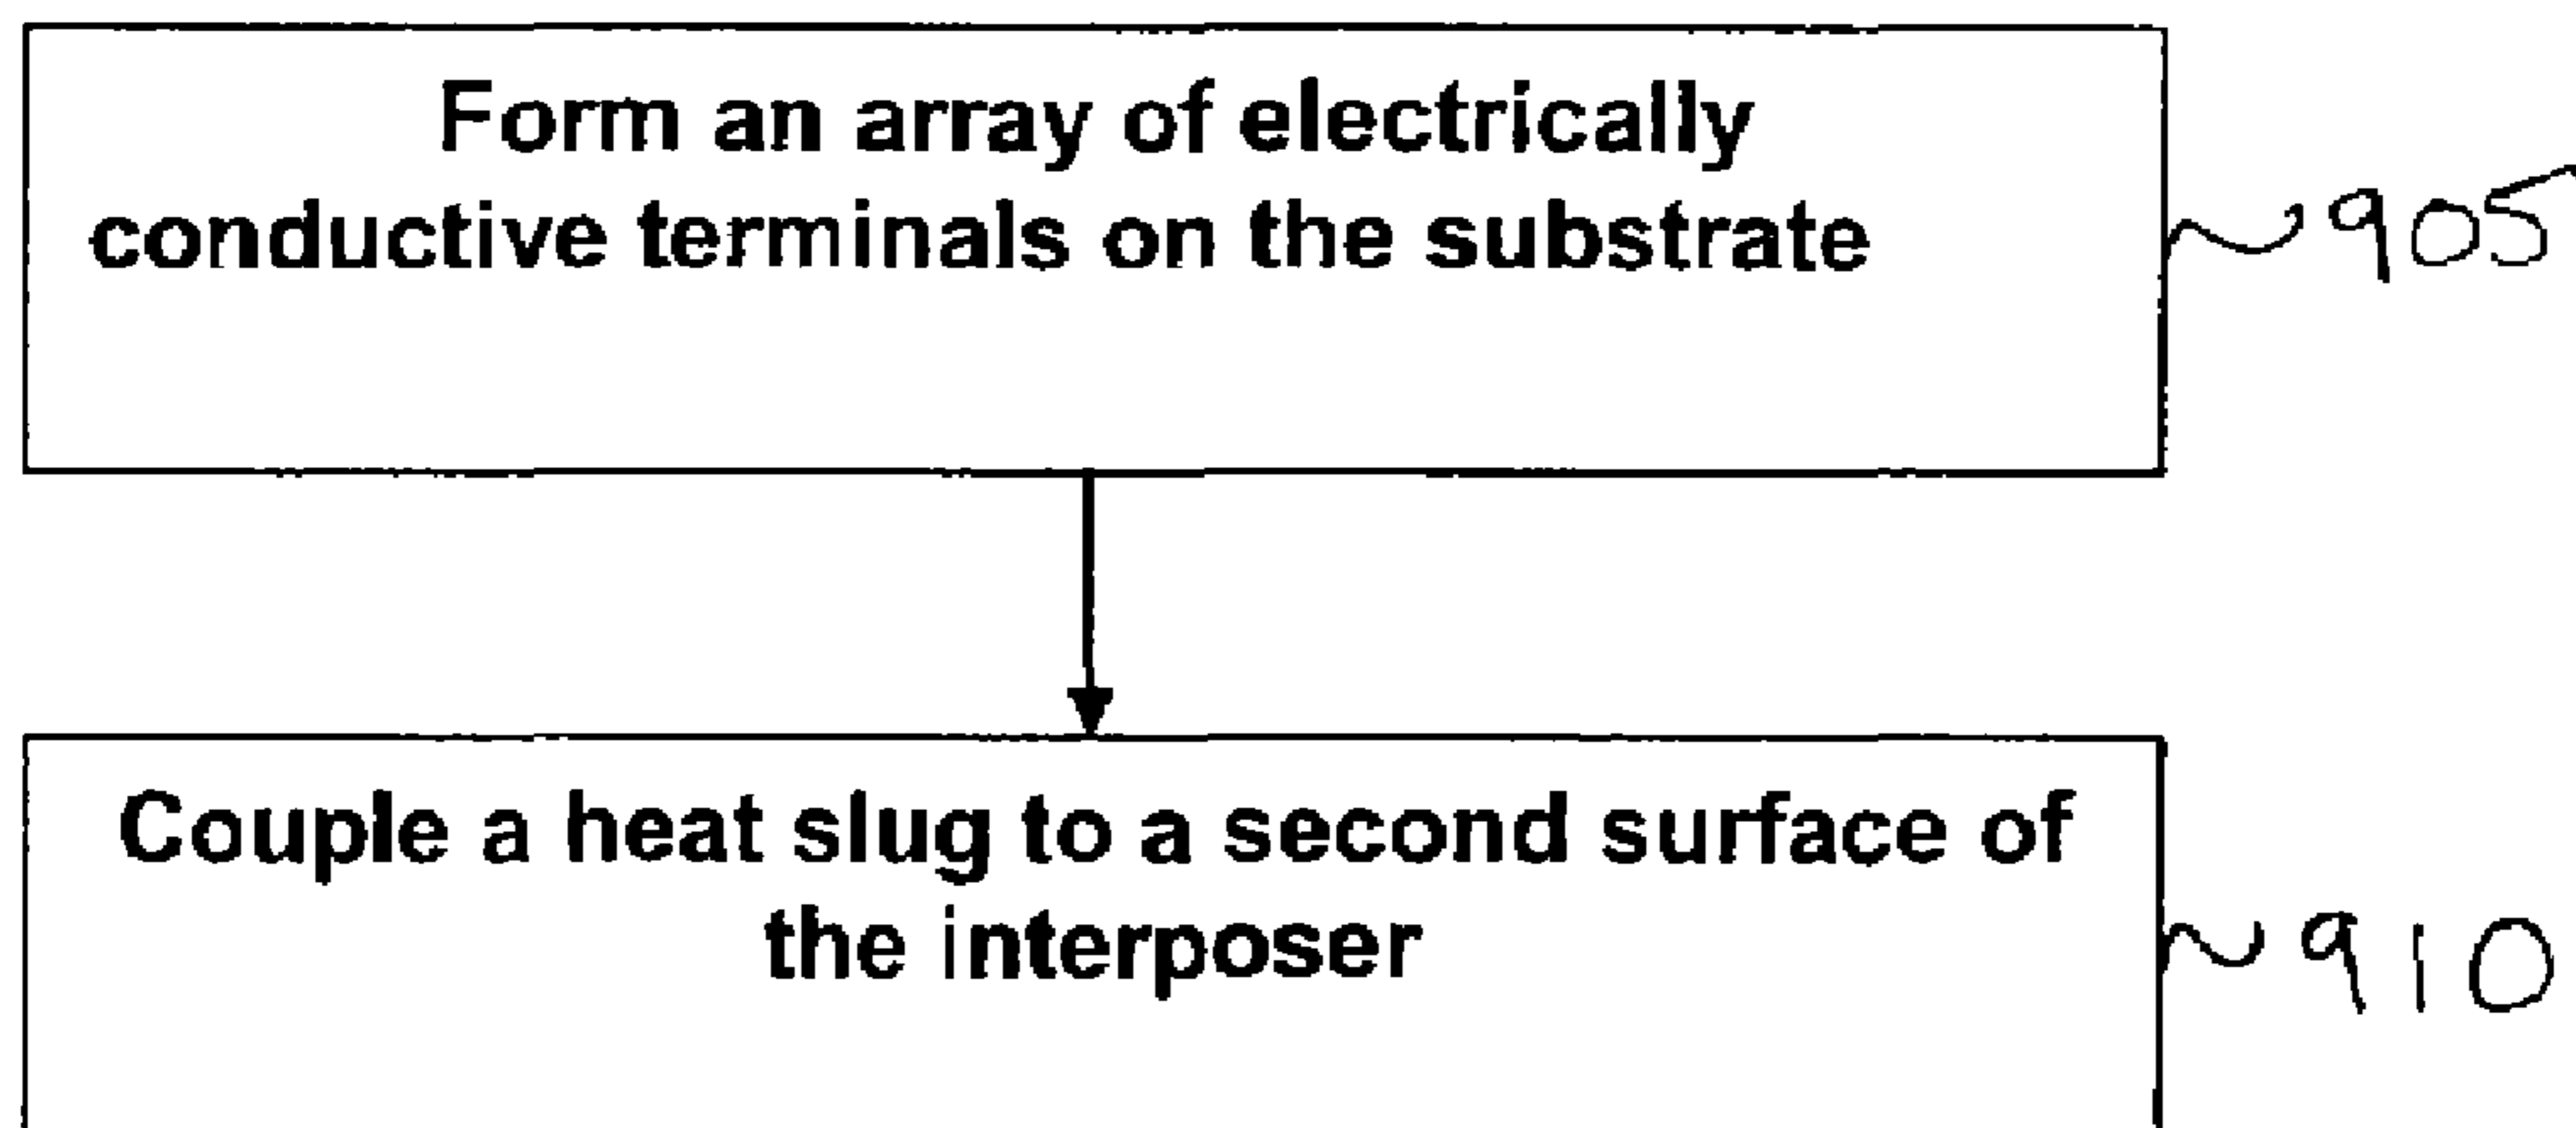 Form an array of electrically
conductive terminals on the substrate
905
Couple a heat slug to a second surface of
the interposer
910